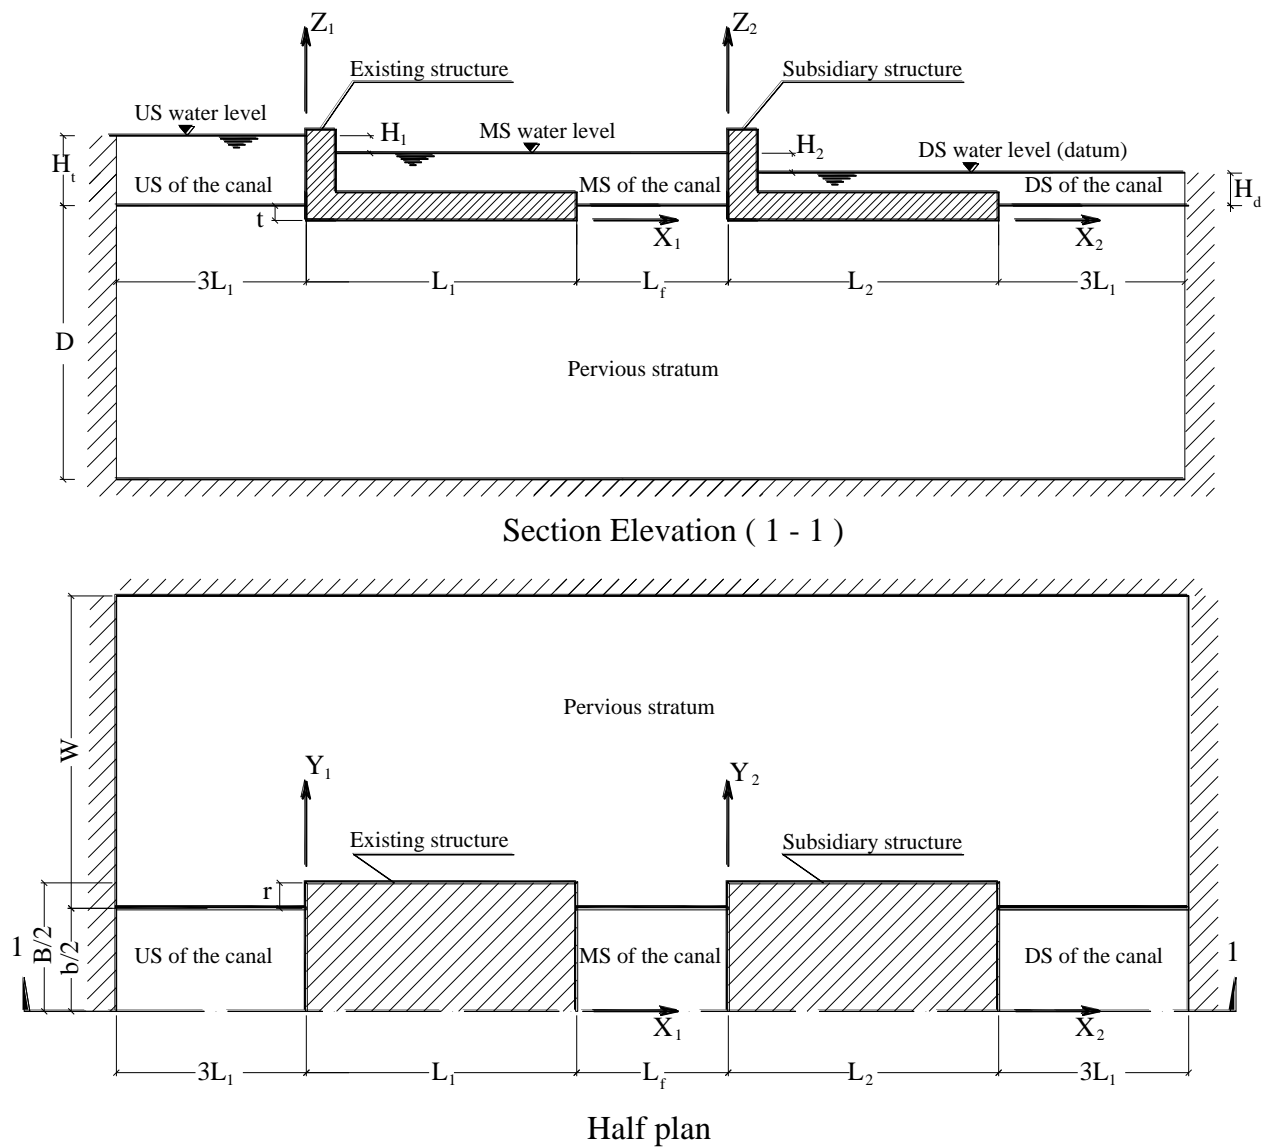 Z1 Z2
Existing structure Subsidiary structure
US water level H1 MS water level H2 DS water level (datum)
Ht US of the canal MS of the canal DS of the canal Hd
t X1 X2
3L1 L1 Lf L2 3L1
D
Pervious stratum
Section Elevation ( 1 - 1 )
Pervious stratum
W
Y1 Y2
Existing structure Subsidiary structure
r
B/2
b/2
1 US of the canal MS of the canal DS of the canal 1
X1 X2
3L1 L1 Lf L2 3L1
Half plan